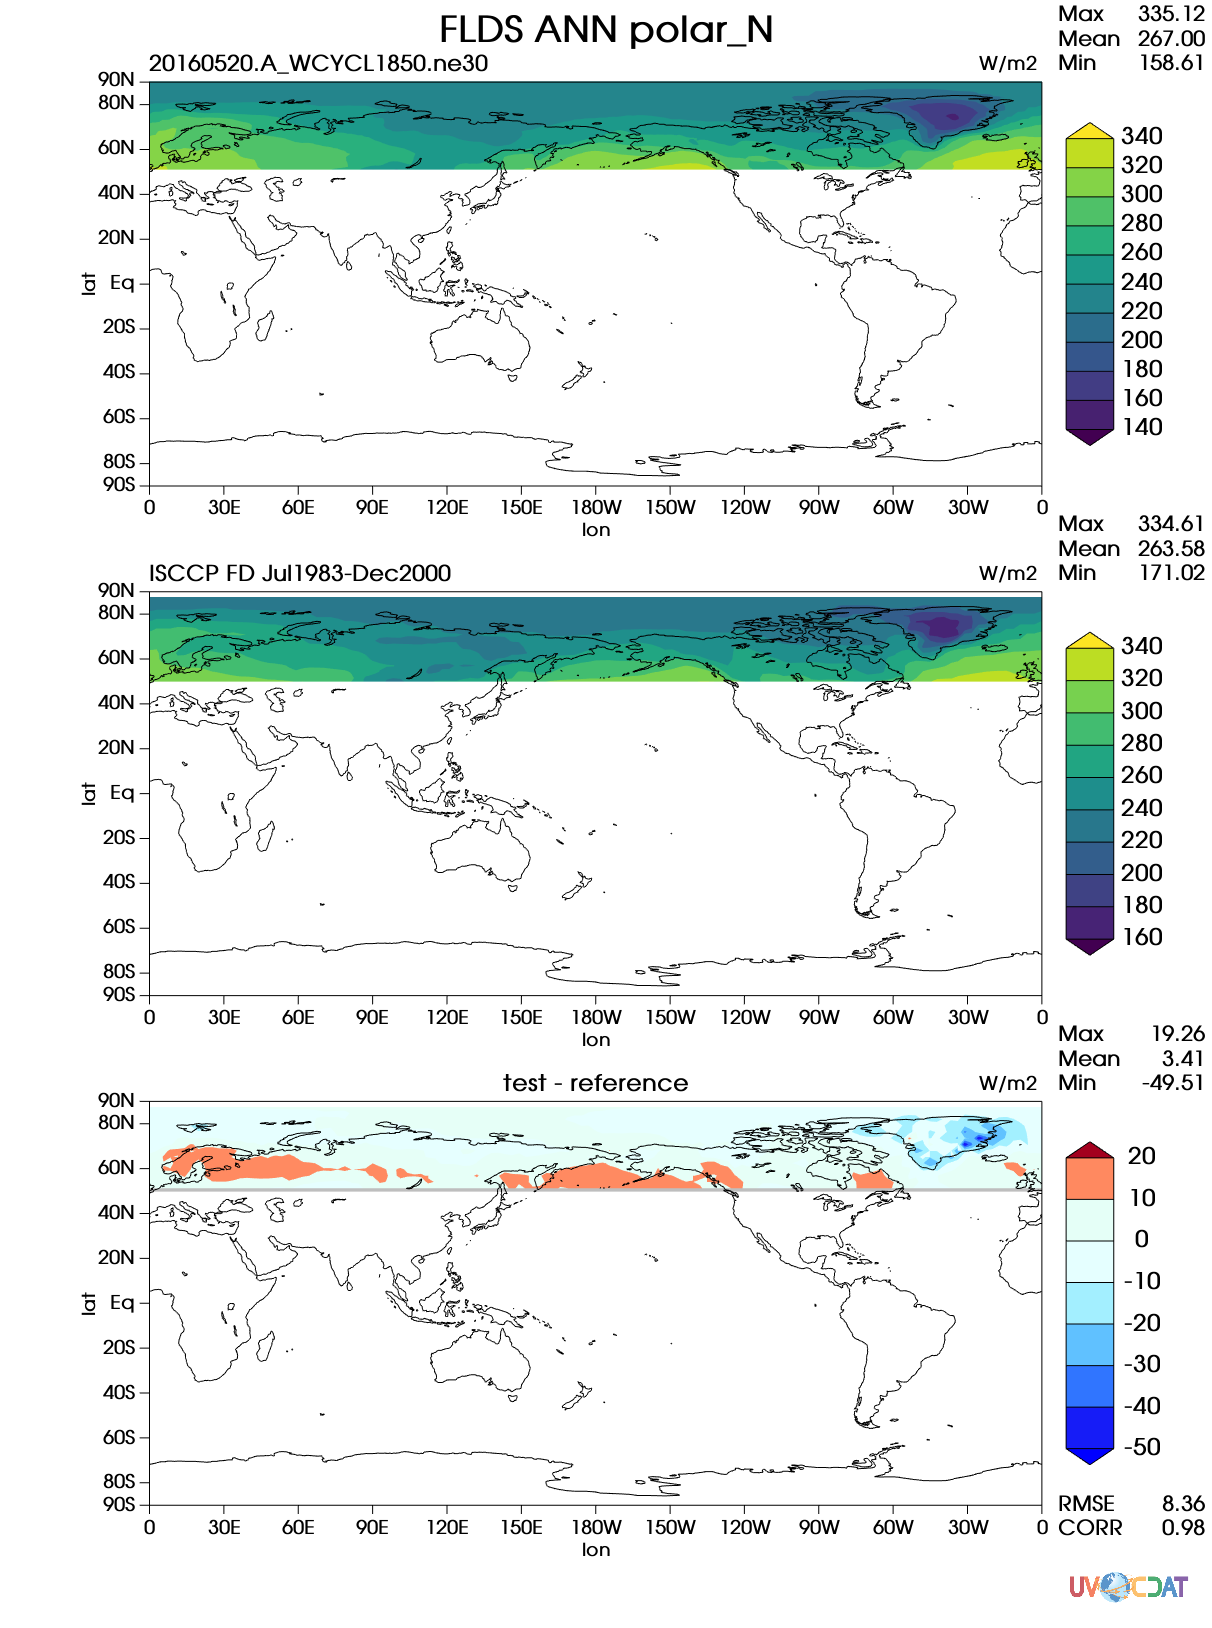 FLDS ANN polar_N
Max 335.12
Mean 267.00
Min 158.61
20160520.A_WCYCL1850.ne30
W/m2
90N
80N
60N
40N
20N
Eq
20S
40S
60S
80S
90S
lat
0 30E 60E 90E 120E 150E 180W 150W 120W 90W 60W 30W 0
lon
340
320
300
280
260
240
220
200
180
160
140
Max 334.61
Mean 263.58
Min 171.02
ISCCP FD Jul1983-Dec2000
W/m2
90N
80N
60N
40N
20N
Eq
20S
40S
60S
80S
90S
lat
0 30E 60E 90E 120E 150E 180W 150W 120W 90W 60W 30W 0
lon
340
320
300
280
260
240
220
200
180
160
Max 19.26
Mean 3.41
Min -49.51
test - reference
W/m2
90N
80N
60N
40N
20N
Eq
20S
40S
60S
80S
90S
lat
0 30E 60E 90E 120E 150E 180W 150W 120W 90W 60W 30W 0
lon
20
10
0
-10
-20
-30
-40
-50
RMSE 8.36
CORR 0.98
UV CDAT